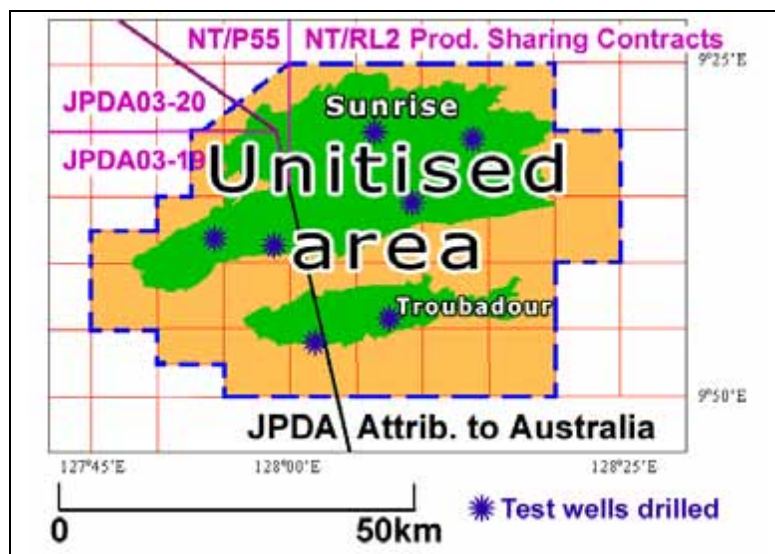 NT/P55 NT/RL2 Prod. Sharing Contracts
9°25'E
JPDA03-20
Sunrise
JPDA03-19
Unitised
area
Troubadour
9°50'E
JPDA Attrib. to Australia
127°45'E 128°00'E 128°25'E
0 50km
Test wells drilled